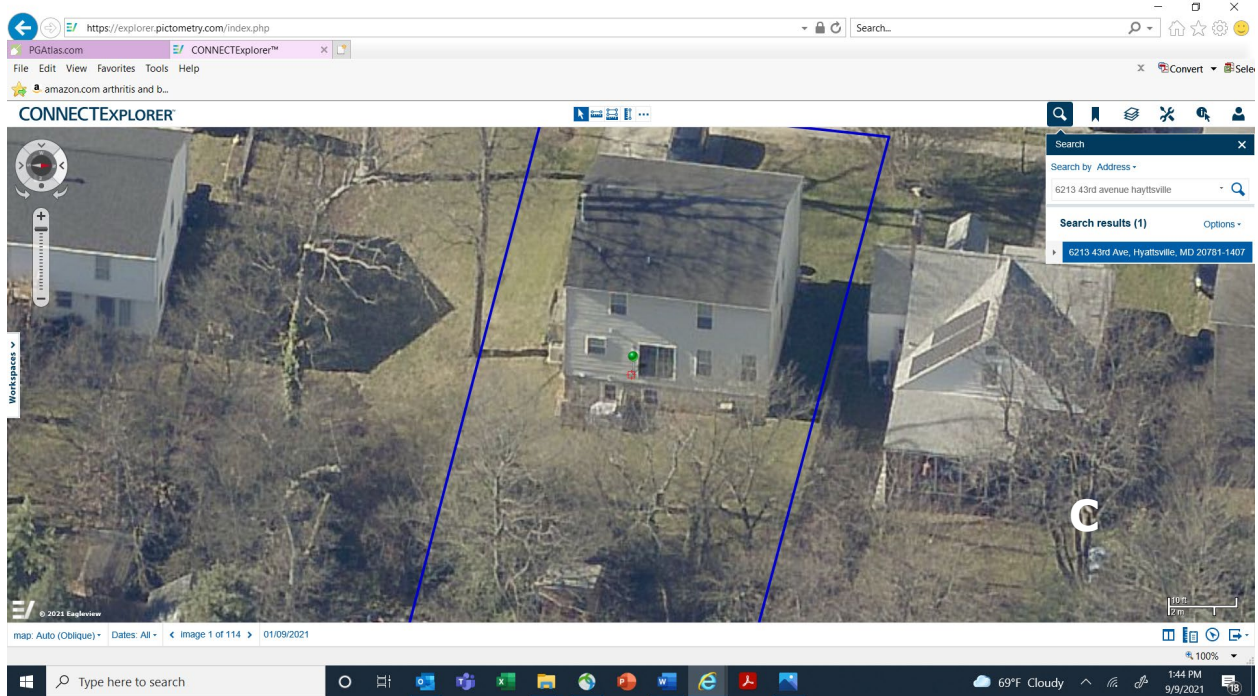 https://explorer.pictometry.com/index.php
Search...
PGAtlas.com
CONNECTExplorer™
File Edit View Favorites Tools Help
x Convert Sele
a amazon.com arthritis and b...
CONNECTEXPLORER™
Search
Search by Address
6213 43rd avenue hayttsville
Search results (1) Options
6213 43rd Ave, Hyattsville, MD 20781-1407
Workspaces
C
10 ft
2 m
© 2021 Eagleview
map: Auto (Oblique) Dates: All < image 1 of 114 > 01/09/2021
100%
Type here to search
69°F Cloudy
1:44 PM
9/9/2021
18